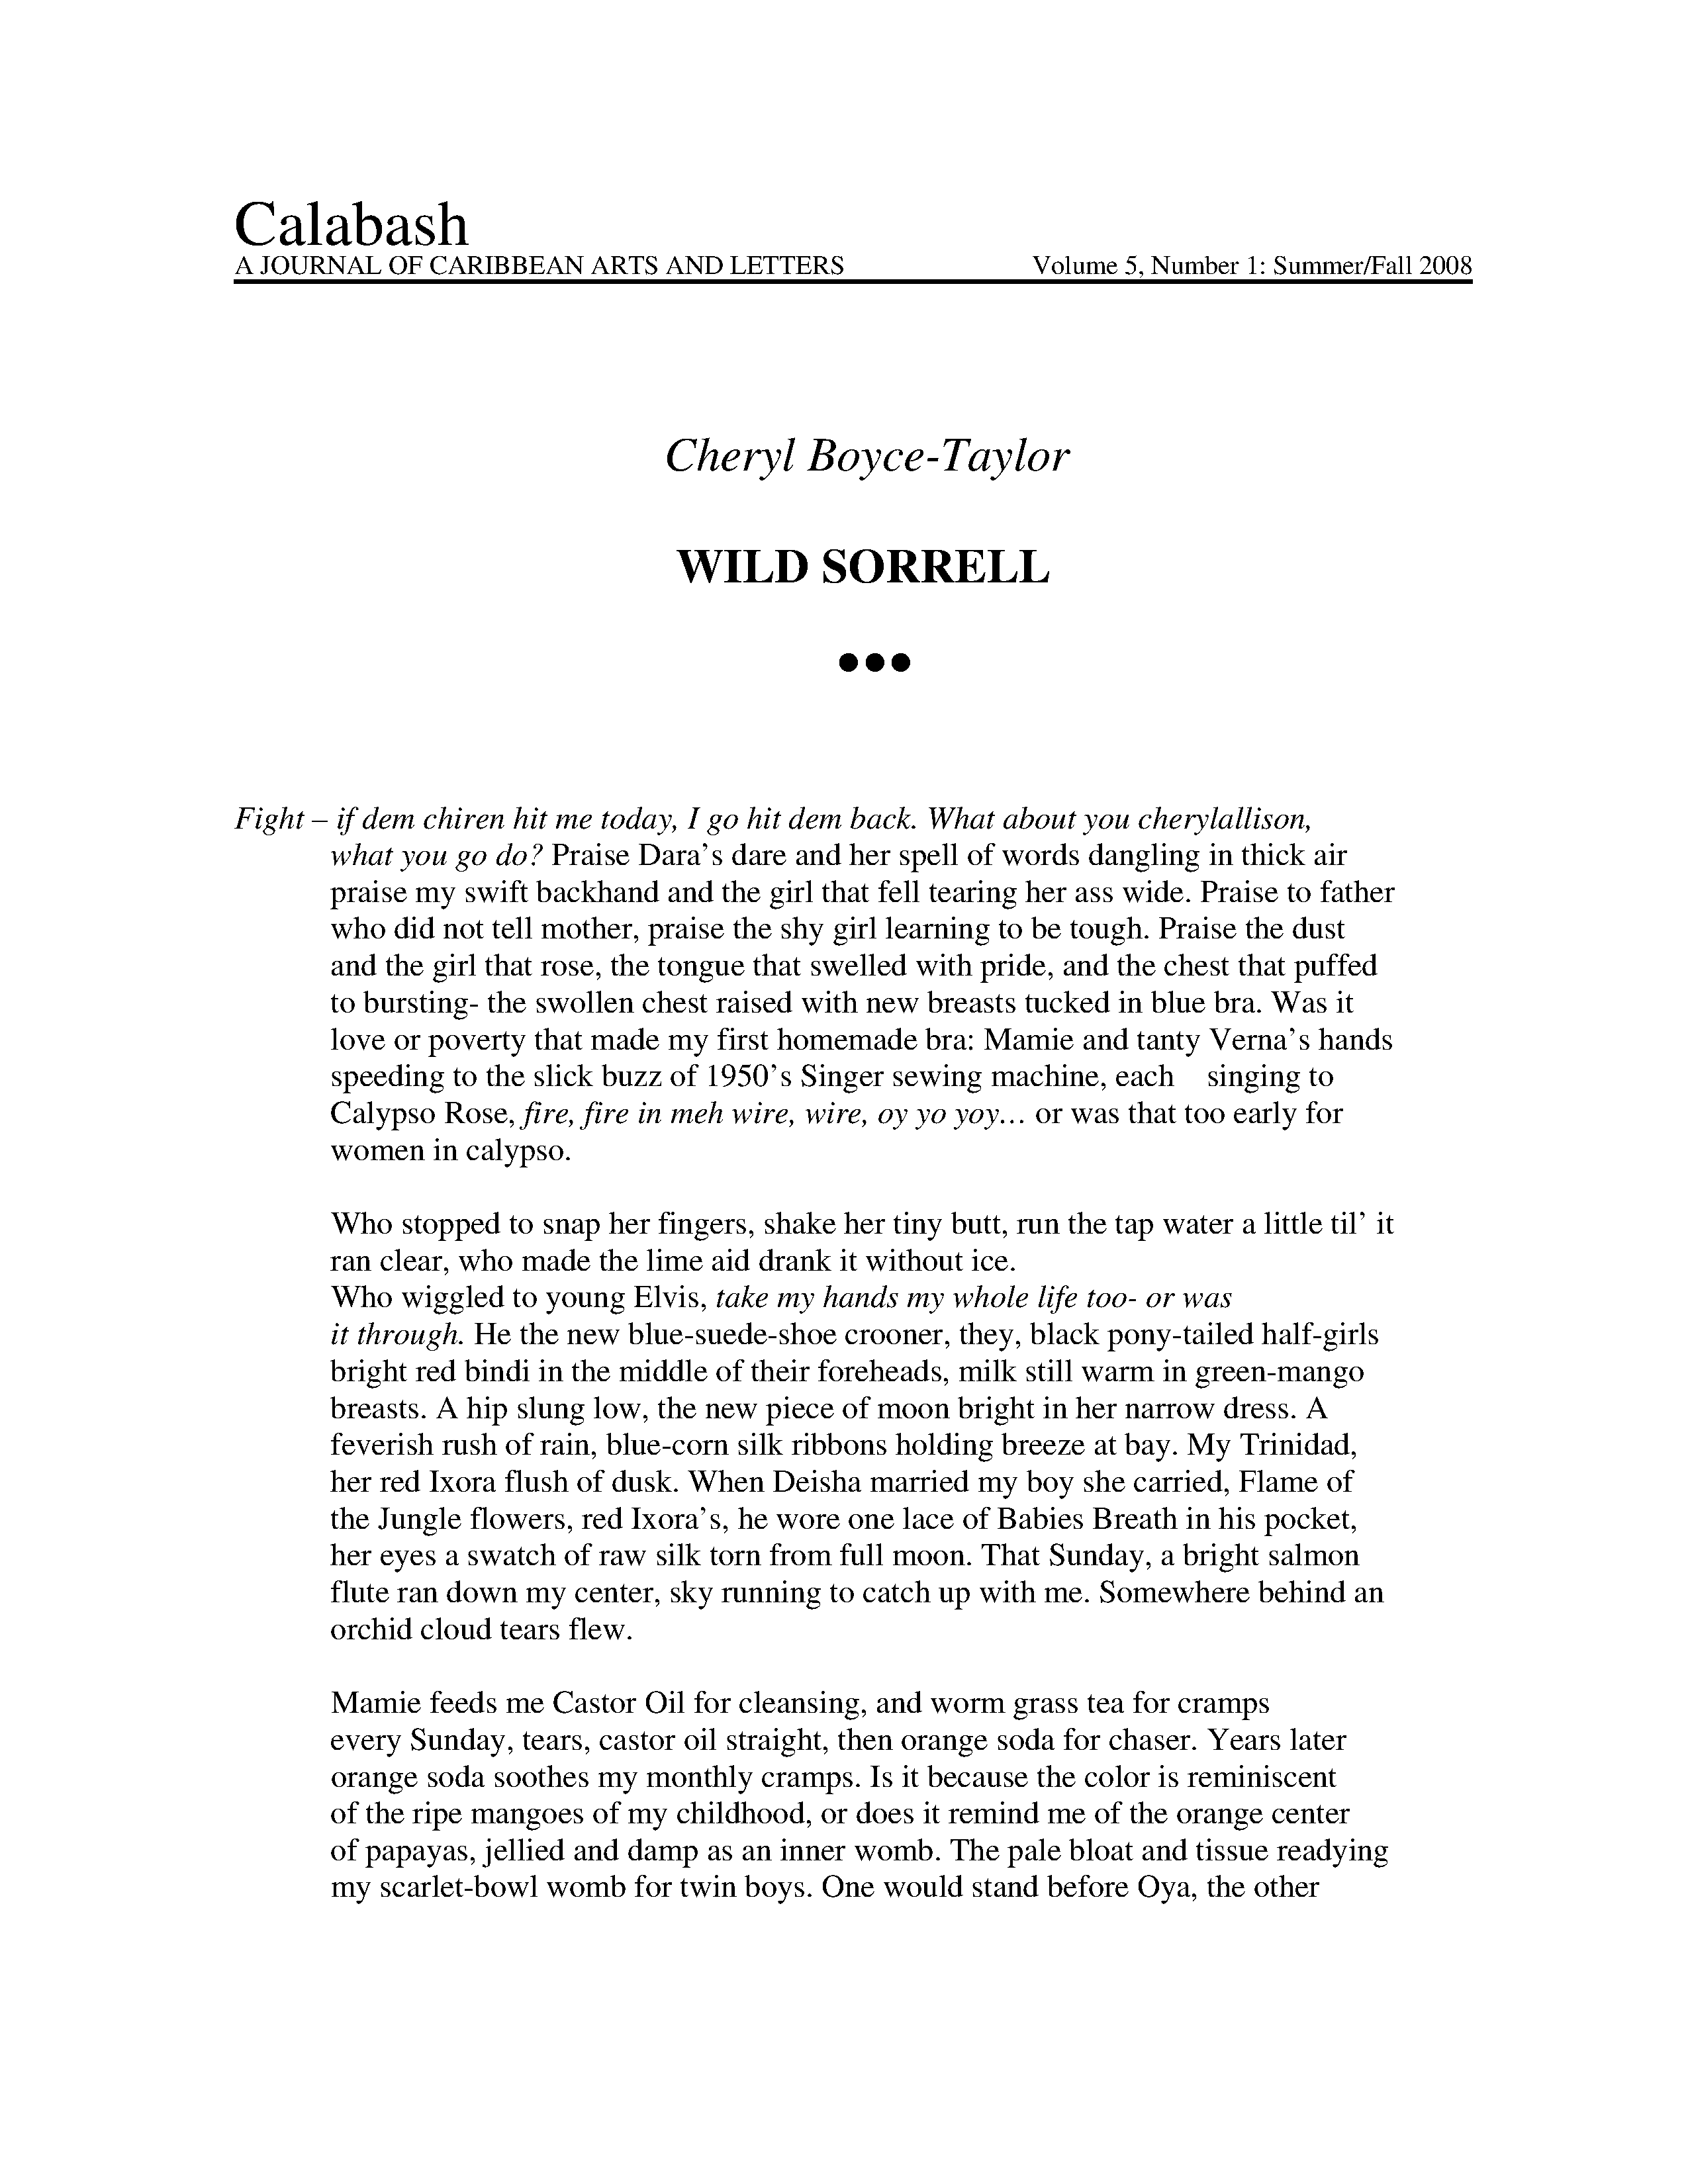 Calabash
A JOURNAL OF CARIBBEAN ARTS AND LETTERS Volume 5, Number 1: Summer/Fall 2008
Cheryl Boyce-Taylor
WILD SORRELL
●●●
Fight – if dem chiren hit me today, I go hit dem back. What about you cherylallison,
what you go do? Praise Dara’s dare and her spell of words dangling in thick air
praise my swift backhand and the girl that fell tearing her ass wide. Praise to father
who did not tell mother, praise the shy girl learning to be tough. Praise the dust
and the girl that rose, the tongue that swelled with pride, and the chest that puffed
to bursting- the swollen chest raised with new breasts tucked in blue bra. Was it
love or poverty that made my first homemade bra: Mamie and tanty Verna’s hands
speeding to the slick buzz of 1950’s Singer sewing machine, each singing to
Calypso Rose, fire, fire in meh wire, wire, oy yo yoy... or was that too early for
women in calypso.
Who stopped to snap her fingers, shake her tiny butt, run the tap water a little til’ it
ran clear, who made the lime aid drank it without ice.
Who wiggled to young Elvis, take my hands my whole life too- or was
it through. He the new blue-suede-shoe crooner, they, black pony-tailed half-girls
bright red bindi in the middle of their foreheads, milk still warm in green-mango
breasts. A hip slung low, the new piece of moon bright in her narrow dress. A
feverish rush of rain, blue-corn silk ribbons holding breeze at bay. My Trinidad,
her red Ixora flush of dusk. When Deisha married my boy she carried, Flame of
the Jungle flowers, red Ixora’s, he wore one lace of Babies Breath in his pocket,
her eyes a swatch of raw silk torn from full moon. That Sunday, a bright salmon
flute ran down my center, sky running to catch up with me. Somewhere behind an
orchid cloud tears flew.
Mamie feeds me Castor Oil for cleansing, and worm grass tea for cramps
every Sunday, tears, castor oil straight, then orange soda for chaser. Years later
orange soda soothes my monthly cramps. Is it because the color is reminiscent
of the ripe mangoes of my childhood, or does it remind me of the orange center
of papayas, jellied and damp as an inner womb. The pale bloat and tissue readying
my scarlet-bowl womb for twin boys. One would stand before Oya, the other